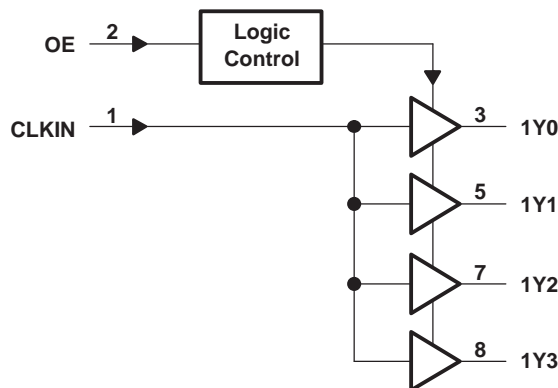 OE 2
Logic
Control
CLKIN 1
3 1Y0
5 1Y1
7 1Y2
8 1Y3